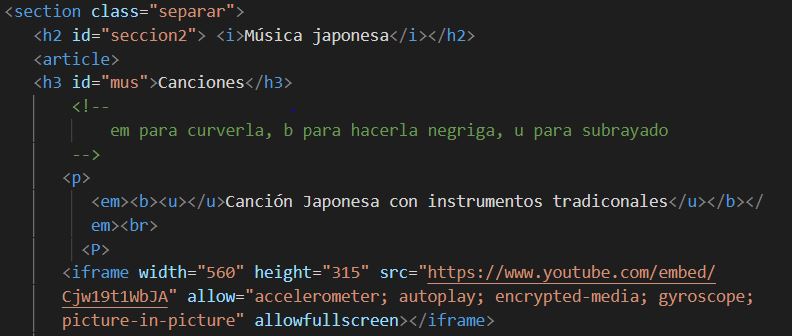 <section class="separar">
<h2 id="seccion2"> <i>Música japonesa</i></h2>
<article>
<h3 id="mus">Canciones</h3>
<!--
em para curverla, b para hacerla negriga, u para subrayado
-->
<p>
<em><b><u></u>Canción Japonesa con instrumentos tradiconales</u></b></
em><br>
<P>
<iframe width="560" height="315" src="https://www.youtube.com/embed/
Cjw19t1WbJA" allow="accelerometer; autoplay; encrypted-media; gyroscope;
picture-in-picture" allowfullscreen></iframe>